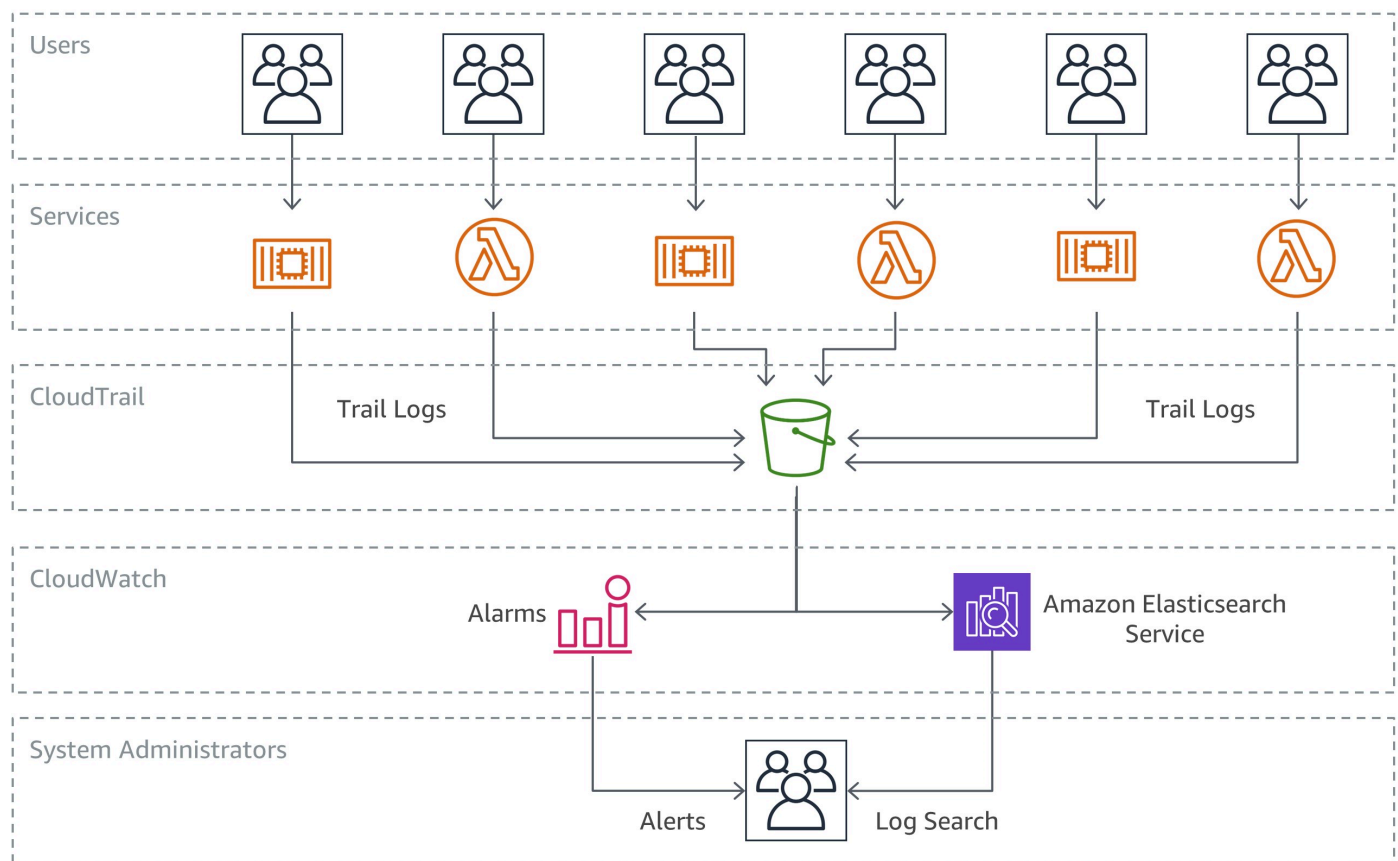 Users
Services
CloudTrail
Trail Logs
Trail Logs
CloudWatch
Alarms
Amazon Elasticsearch
Service
System Administrators
Alerts
Log Search